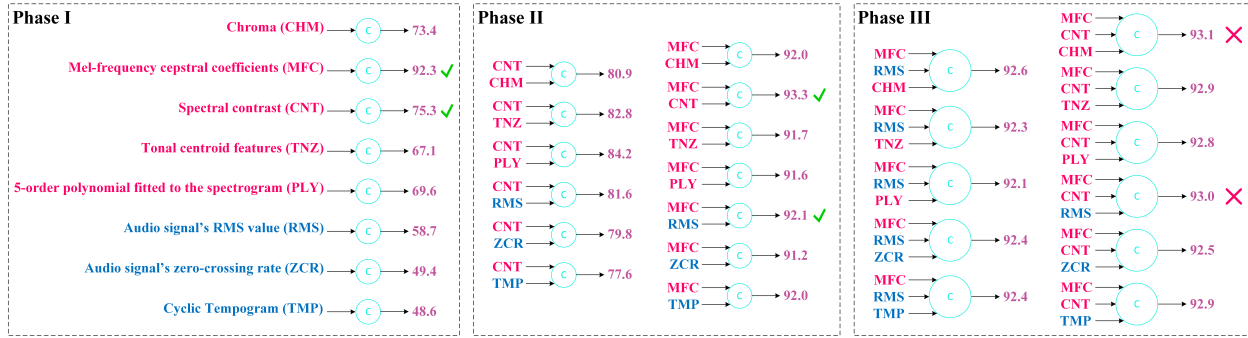 Phase I
Chroma (CHM) C 73.4
Mel-frequency cepstral coefficients (MFC) C 92.3
Spectral contrast (CNT) C 75.3
Tonal centroid features (TNZ) C 67.1
5-order polynomial fitted to the spectrogram (PLY) C 69.6
Audio signal's RMS value (RMS) C 58.7
Audio signal's zero-crossing rate (ZCR) C 49.4
Cyclic Tempogram (TMP) C 48.6
Phase II
CNT
CHM
C 80.9
CNT
TNZ
C 82.8
CNT
PLY
C 84.2
CNT
RMS
C 81.6
CNT
ZCR
C 79.8
CNT
TMP
C 77.6
MFC
CHM
C 92.0
MFC
CNT
C 93.3
MFC
TNZ
C 91.7
MFC
PLY
C 91.6
MFC
RMS
C 92.1
MFC
ZCR
C 91.2
MFC
TMP
C 92.0
Phase III
MFC
RMS
CHM
C 92.6
MFC
RMS
TNZ
C 92.3
MFC
RMS
PLY
C 92.1
MFC
RMS
ZCR
C 92.4
MFC
RMS
TMP
C 92.4
MFC
CNT
CHM
C 93.1
MFC
CNT
TNZ
C 92.9
MFC
CNT
PLY
C 92.8
MFC
CNT
RMS
C 93.0
MFC
CNT
ZCR
C 92.5
MFC
CNT
TMP
C 92.9